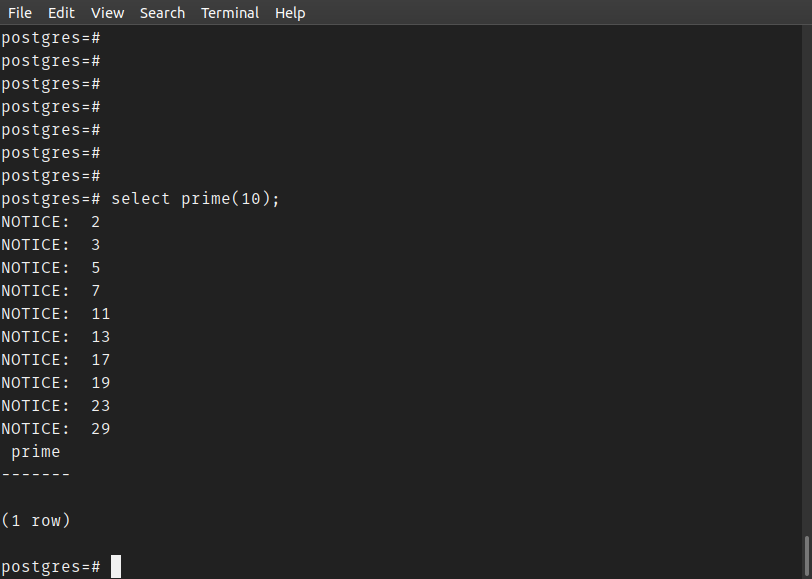 File Edit View Search Terminal Help
postgres=#
postgres=#
postgres=#
postgres=#
postgres=#
postgres=#
postgres=#
postgres=# select prime(10);
NOTICE:  2
NOTICE:  3
NOTICE:  5
NOTICE:  7
NOTICE:  11
NOTICE:  13
NOTICE:  17
NOTICE:  19
NOTICE:  23
NOTICE:  29
 prime
-------

(1 row)

postgres=#